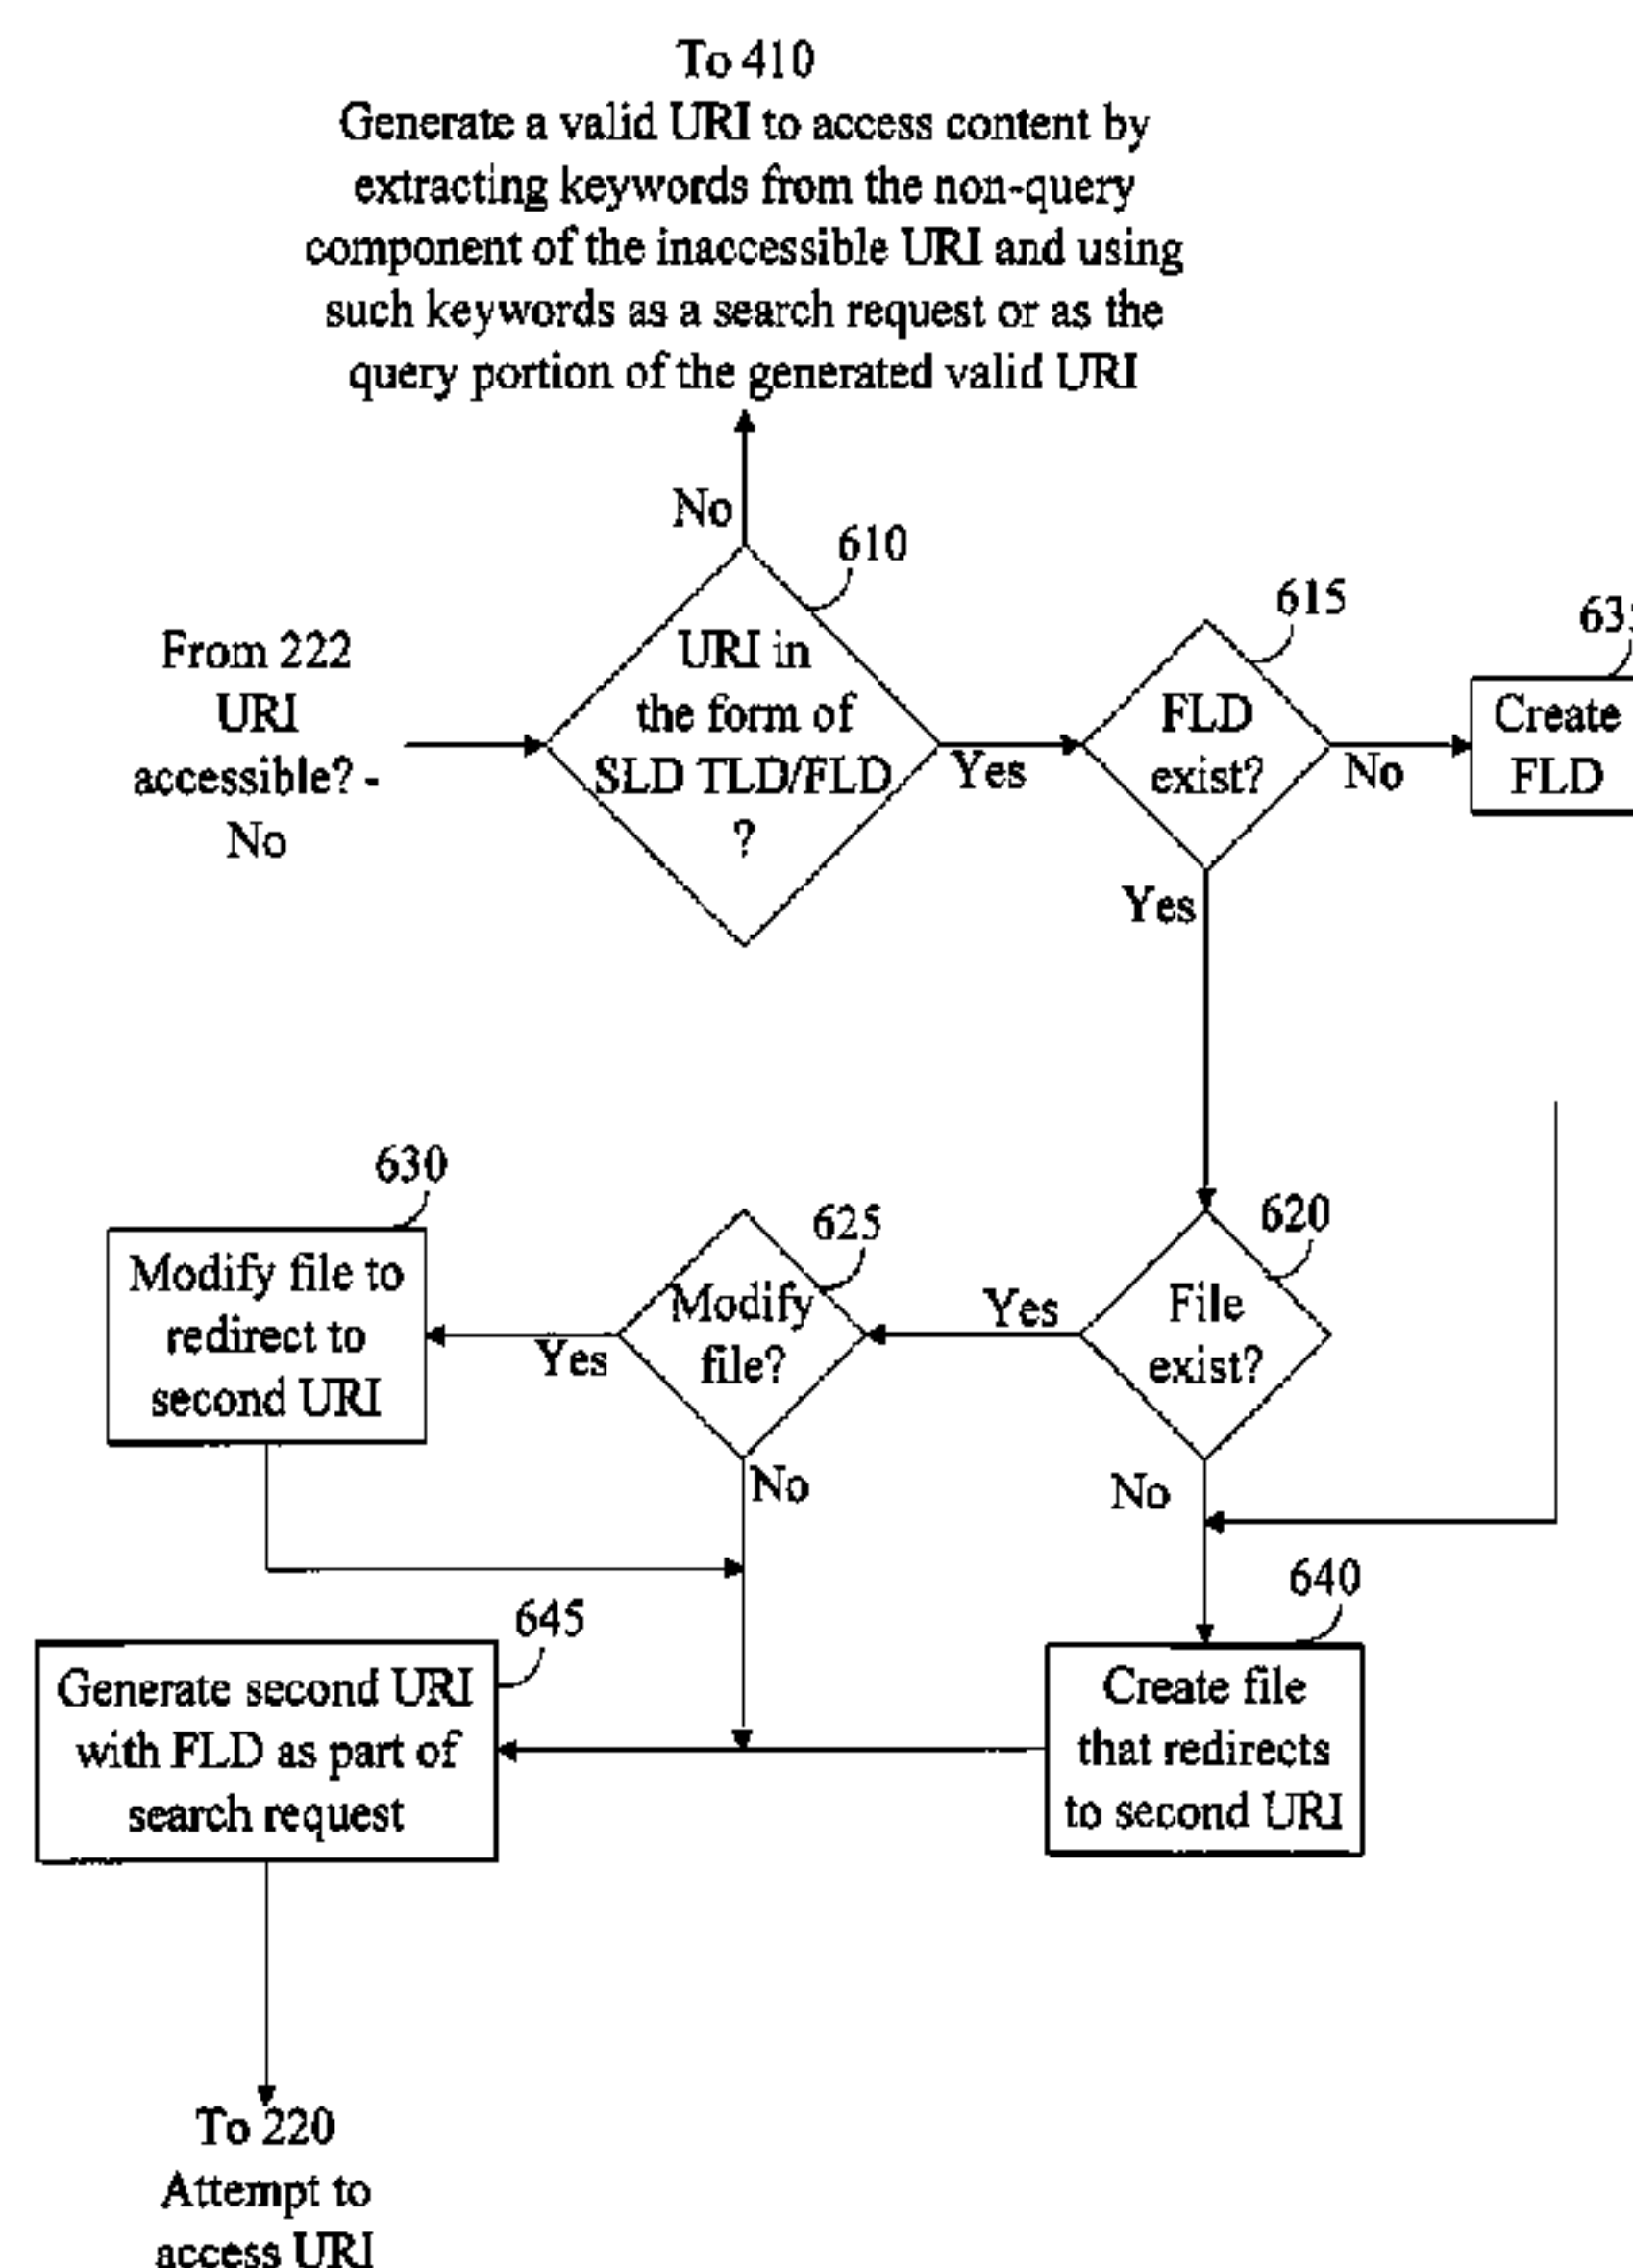 To 410
Generate a valid URI to access content by
extracting keywords from the non-query
component of the inaccessible URI and using
such keywords as a search request or as the
query portion of the generated valid URI
No
610
615
From 222
URI
accessible? -
No
URI in
the form of
SLD TLD/FLD
?
Yes
FLD
exist?
No
Create
FLD
Yes
630
625
620
Modify file to
redirect to
second URI
Yes
Modify
file?
Yes
File
exist?
No
No
645
640
Generate second URI
with FLD as part of
search request
Create file
that redirects
to second URI
To 220
Attempt to
access URI